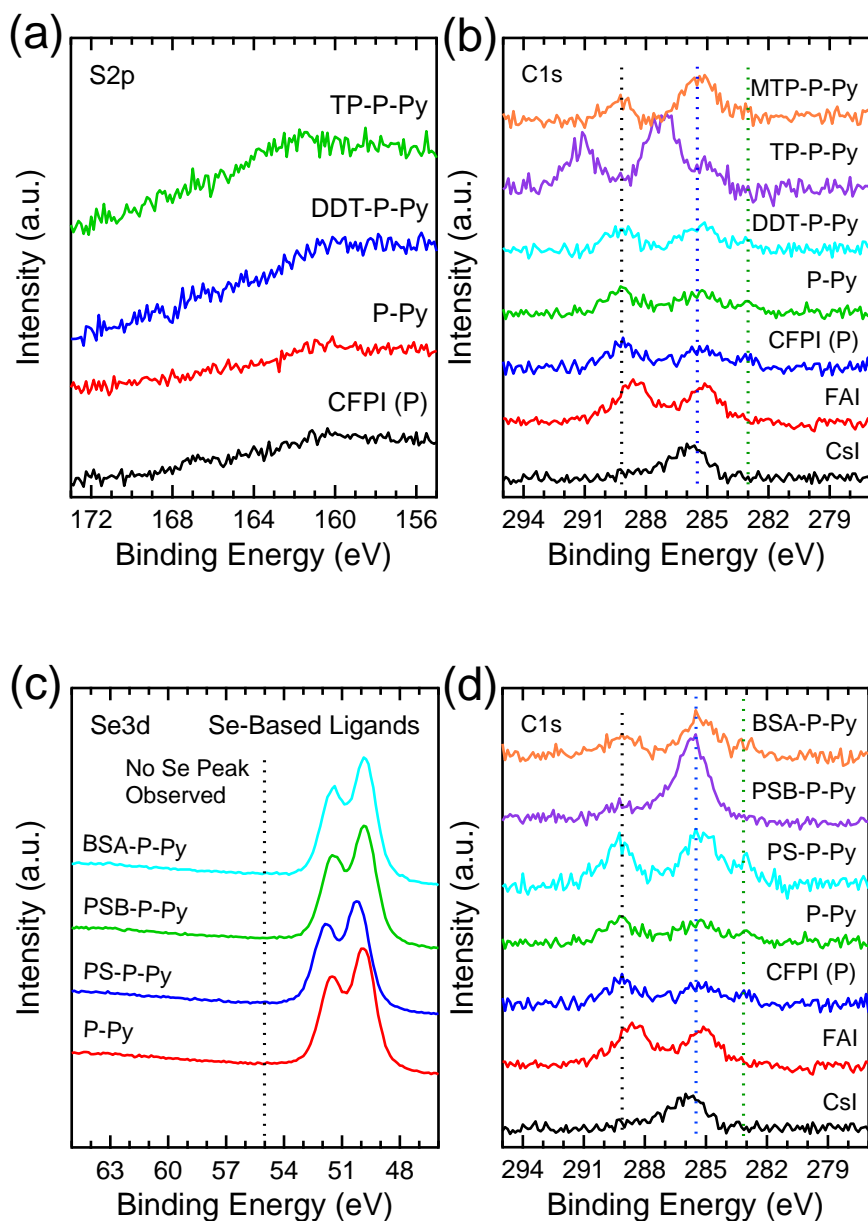 (a)
S2p
TP-P-Py
DDT-P-Py
P-Py
CFPI (P)
Intensity (a.u.)
172 168 164 160 156
Binding Energy (eV)
(b)
C1s
MTP-P-Py
TP-P-Py
DDT-P-Py
P-Py
CFPI (P)
FAI
CsI
Intensity (a.u.)
294 291 288 285 282 279
Binding Energy (eV)
(c)
Se3d Se-Based Ligands
No Se Peak
Observed
BSA-P-Py
PSB-P-Py
PS-P-Py
P-Py
Intensity (a.u.)
63 60 57 54 51 48
Binding Energy (eV)
(d)
C1s
BSA-P-Py
PSB-P-Py
PS-P-Py
P-Py
CFPI (P)
FAI
CsI
Intensity (a.u.)
294 291 288 285 282 279
Binding Energy (eV)